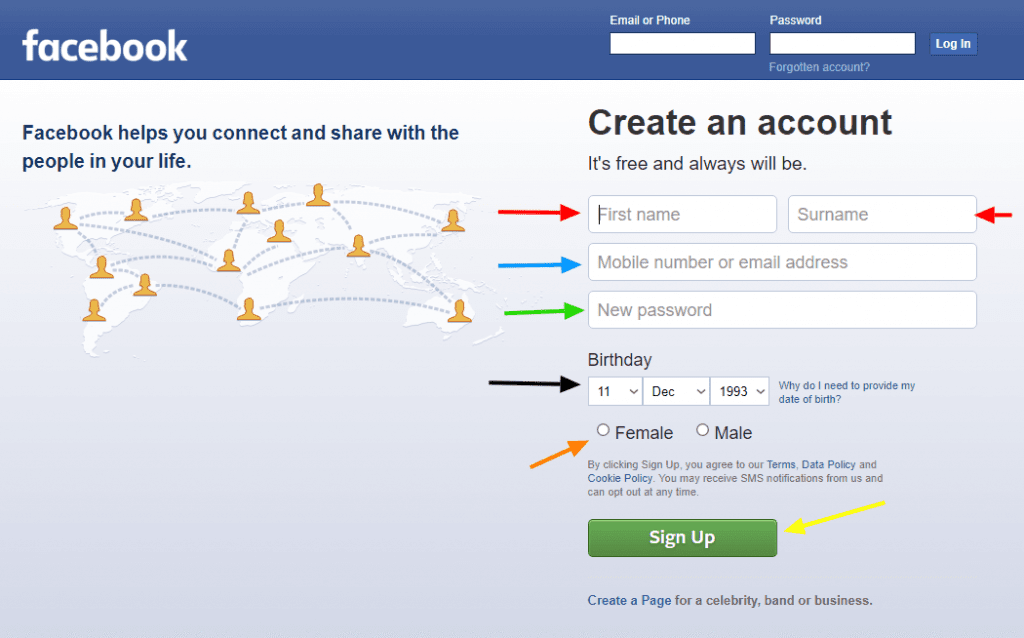 facebook
Email or Phone
Password
Log In
Forgotten account?
Facebook helps you connect and share with the
people in your life.
Create an account
It's free and always will be.
First name
Surname
Mobile number or email address
New password
Birthday
11
Dec
1993
Why do I need to provide my
date of birth?
Female
Male
By clicking Sign Up, you agree to our Terms, Data Policy and
Cookie Policy. You may receive SMS notifications from us and
can opt out at any time.
Sign Up
Create a Page for a celebrity, band or business.